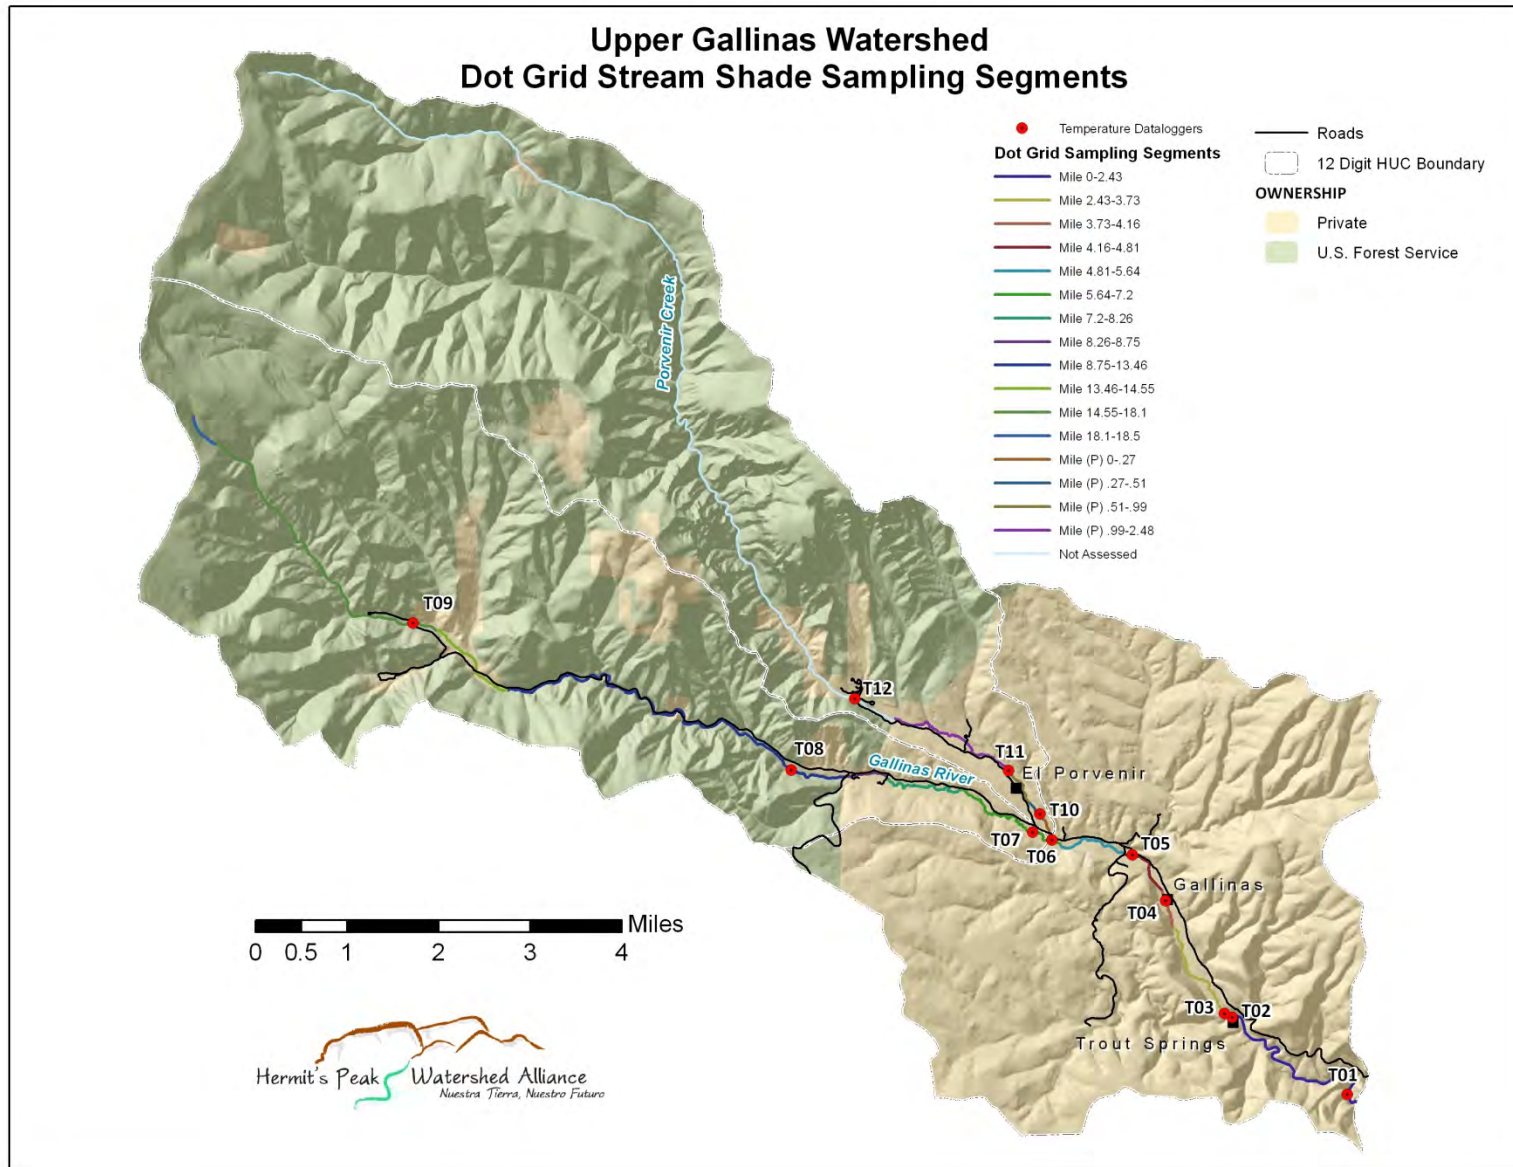 Upper Gallinas Watershed
Dot Grid Stream Shade Sampling Segments
Temperature Dataloggers
Dot Grid Sampling Segments
Mile 0-2.43
Mile 2.43-3.73
Mile 3.73-4.16
Mile 4.16-4.81
Mile 4.81-5.64
Mile 5.64-7.2
Mile 7.2-8.26
Mile 8.26-8.75
Mile 8.75-13.46
Mile 13.46-14.55
Mile 14.55-18.1
Mile 18.1-18.5
Mile (P) 0-.27
Mile (P) .27-.51
Mile (P) .51-.99
Mile (P) .99-2.48
Not Assessed
Roads
12 Digit HUC Boundary
OWNERSHIP
Private
U.S. Forest Service
Porvenir Creek
T09
T12
T08
Gallinas River
T11
El Porvenir
T10
T07
T06
T05
Gallinas
T04
T03
T02
Trout Springs
T01
Miles
0 0.5 1 2 3 4
Hermit's Peak Watershed Alliance
Nuestra Tierra, Nuestro Futuro